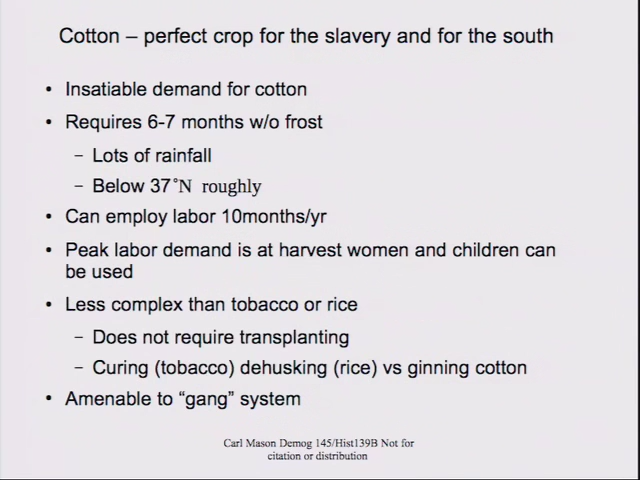 Cotton – perfect crop for the slavery and for the south
• Insatiable demand for cotton
• Requires 6-7 months w/o frost
– Lots of rainfall
– Below 37°N roughly
• Can employ labor 10months/yr
• Peak labor demand is at harvest women and children can
be used
• Less complex than tobacco or rice
– Does not require transplanting
– Curing (tobacco) dehusking (rice) vs ginning cotton
• Amenable to “gang” system
Carl Mason Demog 145/Hist139B Not for
citation or distribution